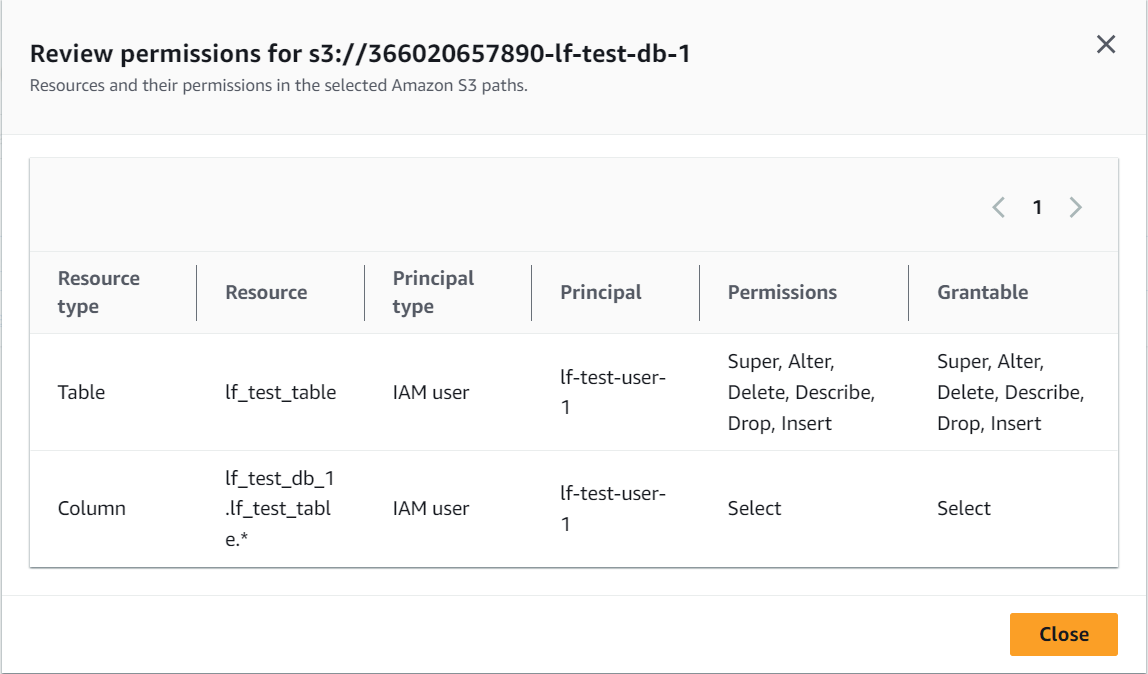 Review permissions for s3://366020657890-lf-test-db-1
Resources and their permissions in the selected Amazon S3 paths.
1
Resource
type
Resource
Principal
type
Principal
Permissions
Grantable
Table
lf_test_table
IAM user
lf-test-user-
1
Super, Alter,
Delete, Describe,
Drop, Insert
Super, Alter,
Delete, Describe,
Drop, Insert
Column
lf_test_db_1
.lf_test_tabl
e.*
IAM user
lf-test-user-
1
Select
Select
Close